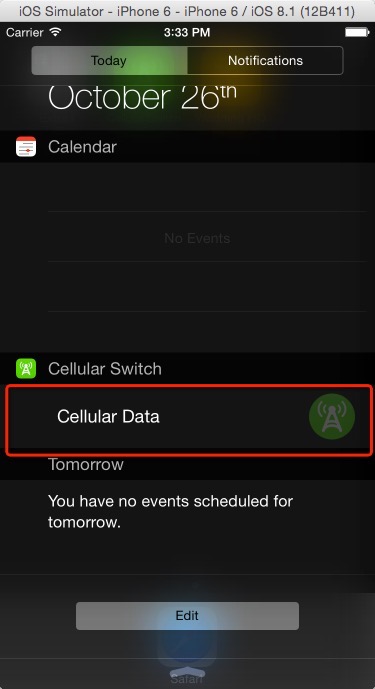 iOS Simulator - iPhone 6 - iPhone 6 / iOS 8.1 (12B411)
Carrier 3:33 PM
Today Notifications
October 26th
Calendar
No Events
Cellular Switch
Cellular Data
Tomorrow
You have no events scheduled for
tomorrow.
Edit
Safari